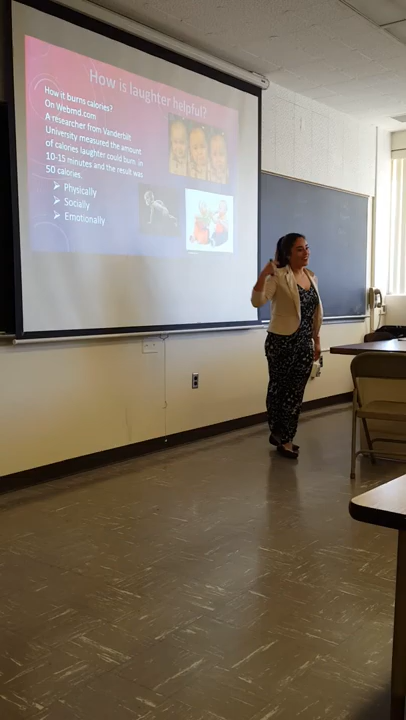 How is laughter helpful?
How it burns calories?
On Webmd.com
A researcher from Vanderbilt
University measured the amount
of calories laughter could burn. In
10-15 minutes and the result was
50 calories.
➢ Physically
➢ Socially
➢ Emotionally